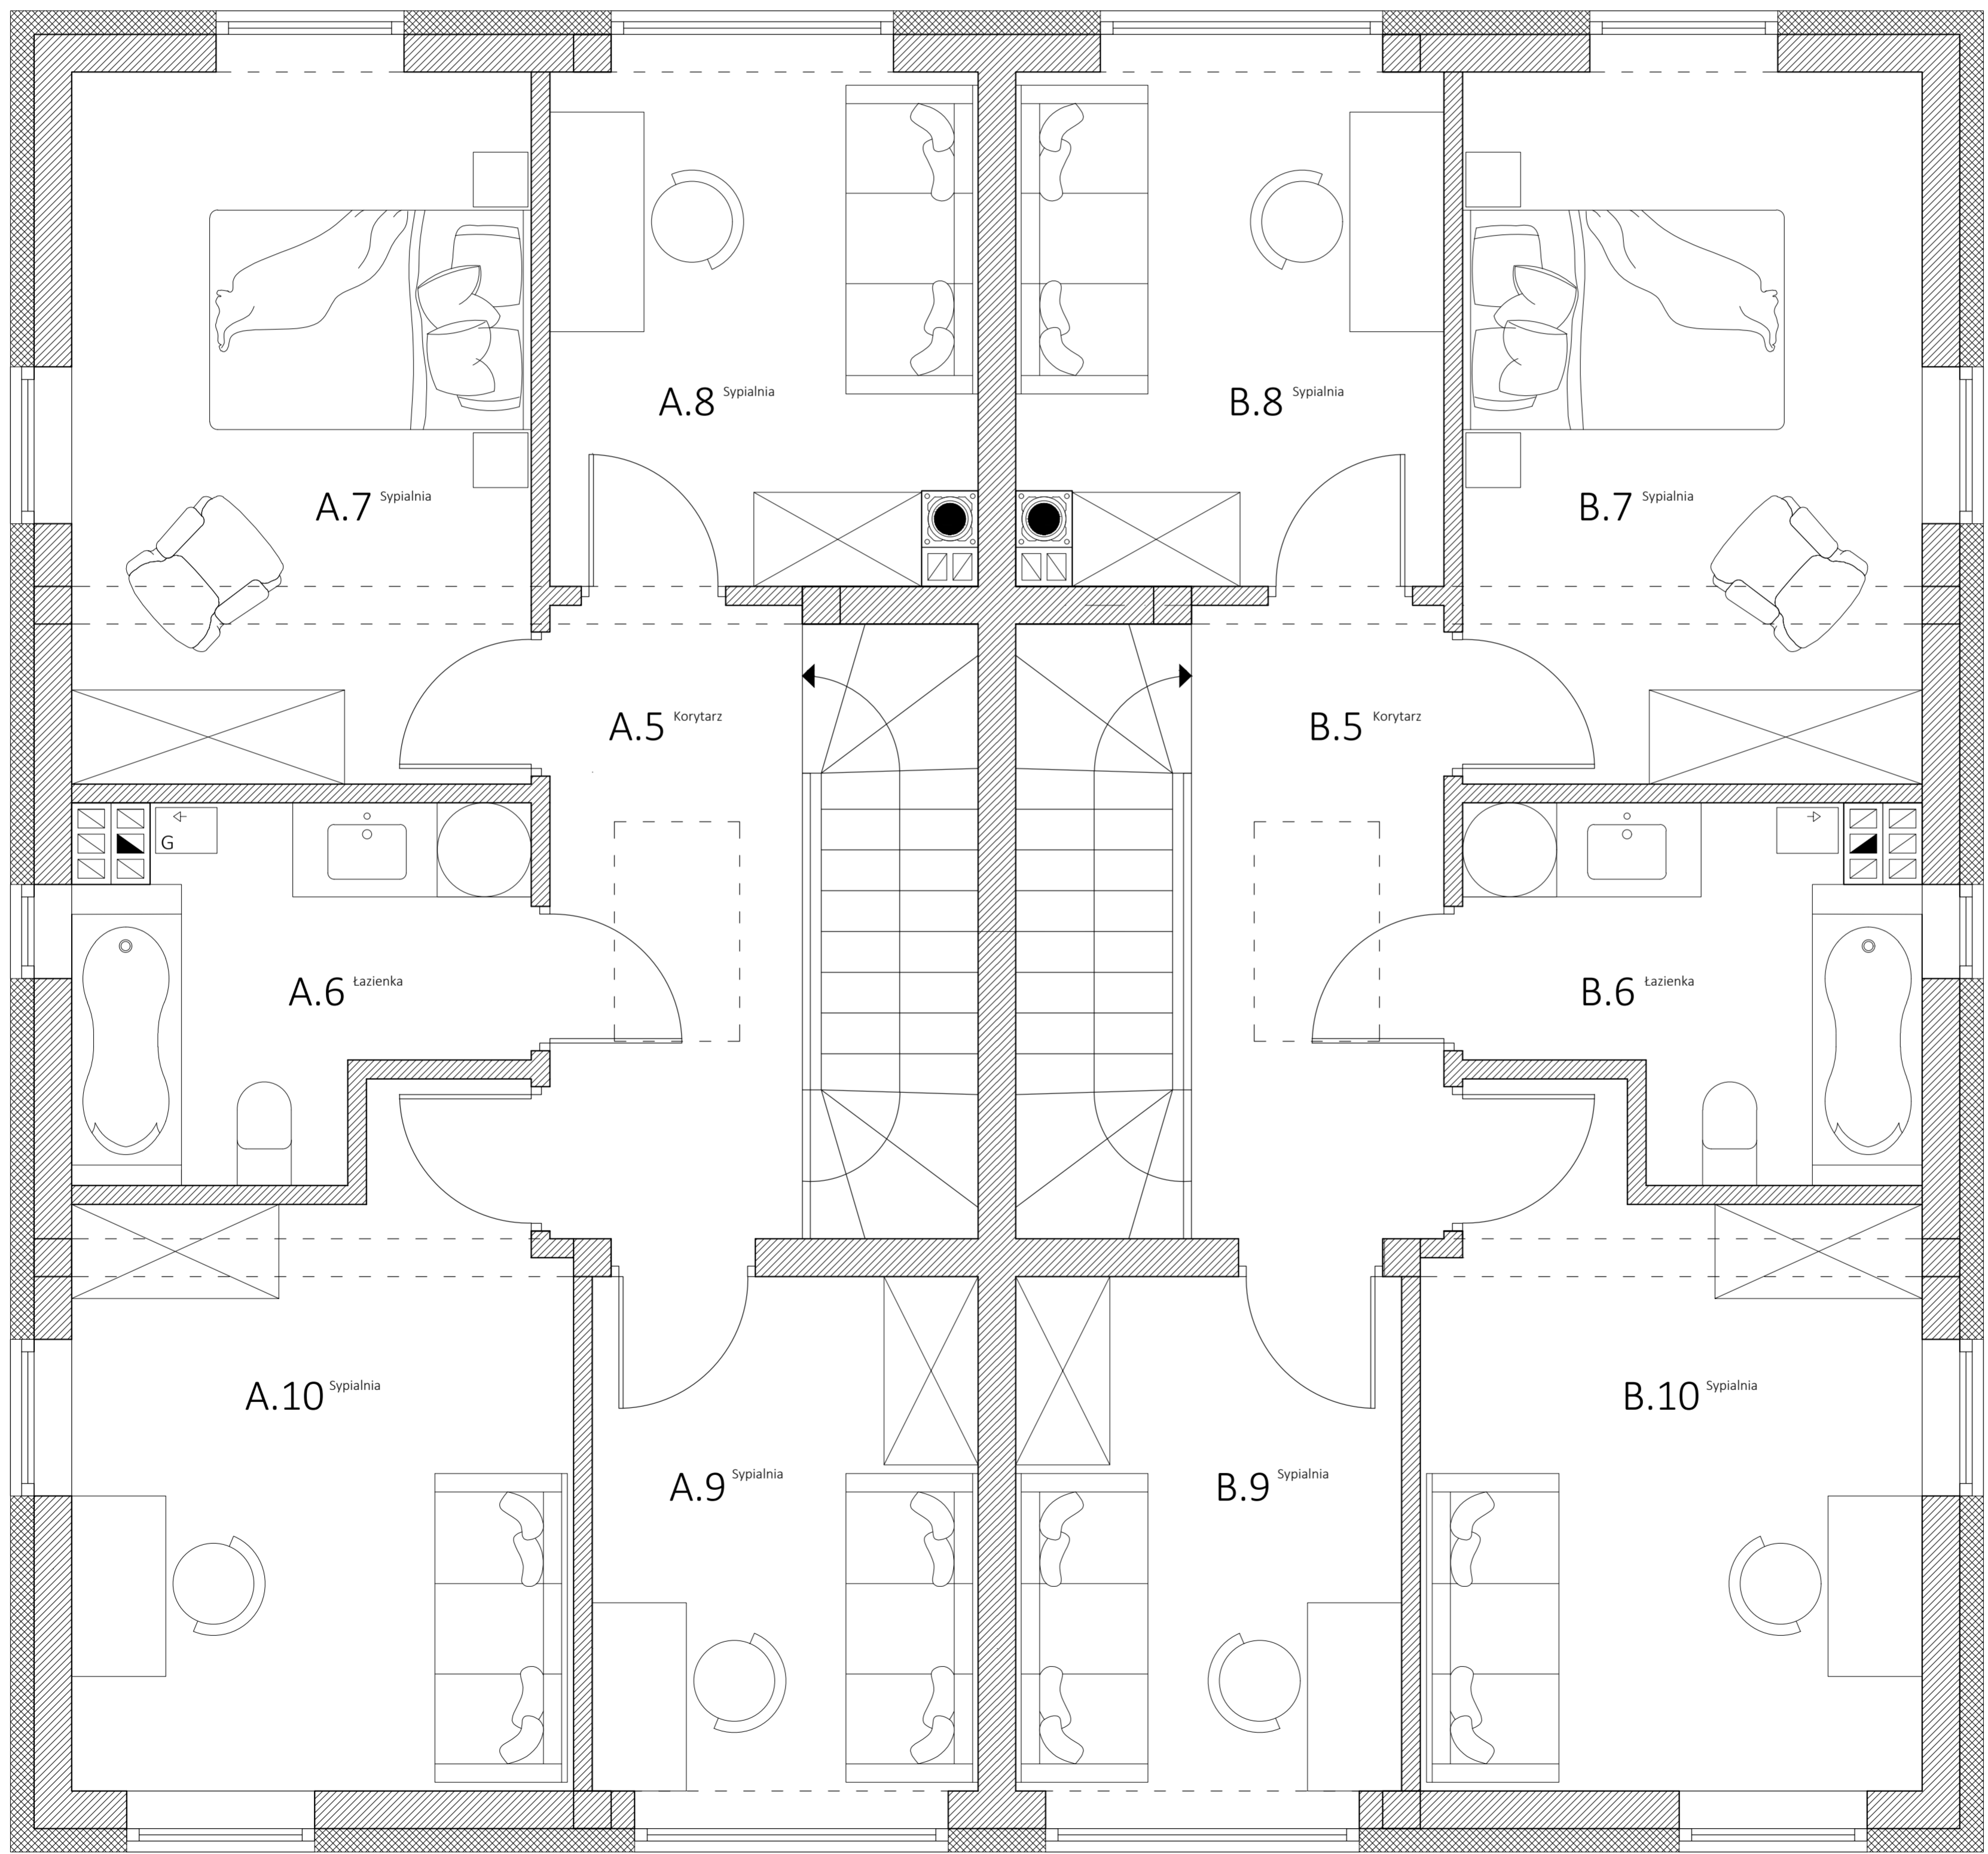 A.8 Sypialnia
B.8 Sypialnia
A.7 Sypialnia
B.7 Sypialnia
A.5 Korytarz
B.5 Korytarz
G
A.6 Łazienka
B.6 Łazienka
A.10 Sypialnia
B.10 Sypialnia
A.9 Sypialnia
B.9 Sypialnia